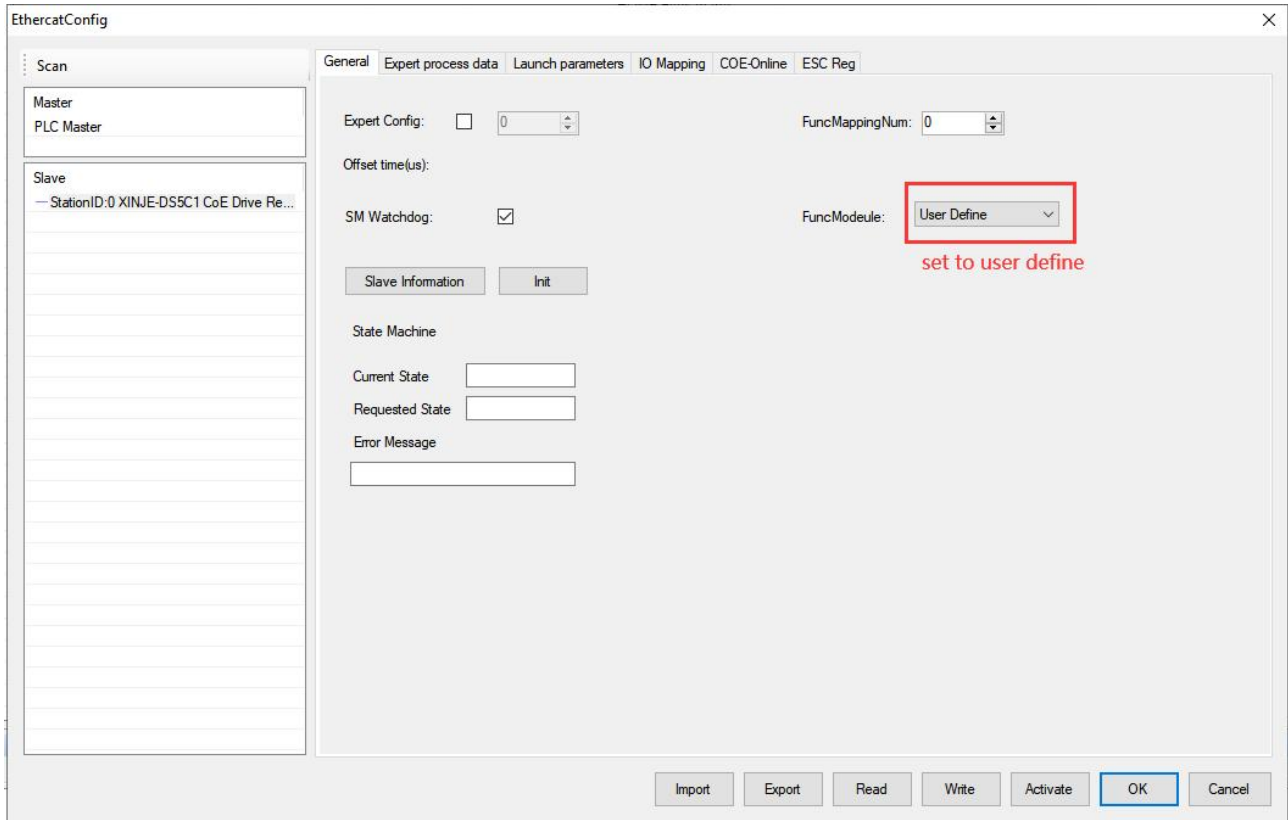 EthercatConfig
Scan
Master
PLC Master
Slave
StationID:0 XINJE-DS5C1 CoE Drive Re...
General Expert process data Launch parameters IO Mapping COE-Online ESC Reg
Expert Config: 0 FuncMappingNum: 0
Offset time(us):
SM Watchdog: FuncModeule: User Define
set to user define
Slave Information Init
State Machine
Current State
Requested State
Error Message
Import Export Read Write Activate OK Cancel